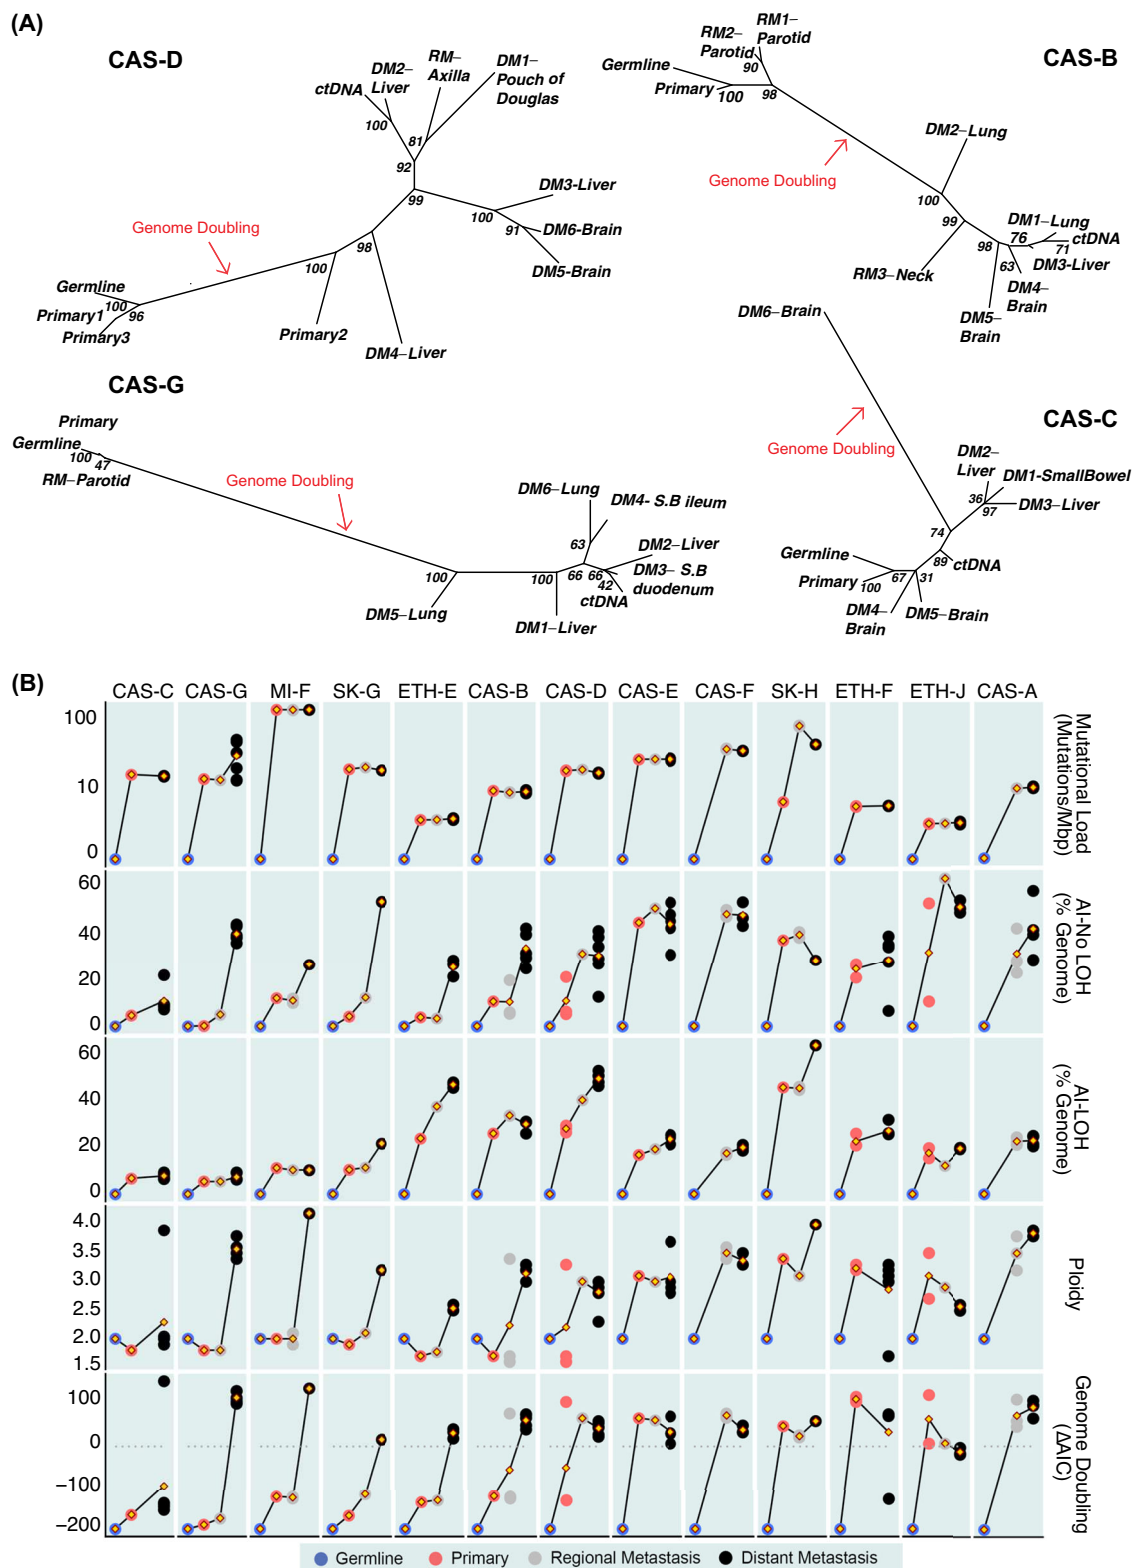 (A)
CAS-D
DM2–
Liver
ctDNA
RM–
Axilla
DM1–
Pouch of
Douglas
100
81
92
99
DM3-Liver
100
91
DM6-Brain
DM5-Brain
Genome Doubling
98
100
Germline
100
Primary1
96
Primary3
Primary2
DM4–Liver
CAS-B
RM1–
Parotid
RM2–
Parotid
Germline
90
Primary
100
98
DM2–Lung
Genome Doubling
100
99
DM1–Lung
76
ctDNA
71
98
DM3-Liver
RM3–Neck
63
DM4–
Brain
DM5–
Brain
CAS-G
Primary
Germline
100
47
RM–Parotid
Genome Doubling
DM6–Lung
DM4- S.B ileum
63
DM2–Liver
100
100
66
66
DM3– S.B
duodenum
42
ctDNA
DM5–Lung
DM1–Liver
CAS-C
DM6–Brain
Genome Doubling
DM2–
Liver
DM1-SmallBowel
36
97
DM3–Liver
74
Germline
89
ctDNA
Primary
67
31
100
DM4–
Brain
DM5–Brain
(B)
CAS-C CAS-G MI-F SK-G ETH-E CAS-B CAS-D CAS-E CAS-F SK-H ETH-F ETH-J CAS-A
100
10
0
Mutational Load
(Mutations/Mbp)
60
40
20
0
AI-No LOH
(% Genome)
60
40
20
0
AI-LOH
(% Genome)
4.0
3.5
3.0
2.5
2.0
1.5
Ploidy
100
0
−100
−200
Genome Doubling
(ΔAIC)
Germline Primary Regional Metastasis Distant Metastasis